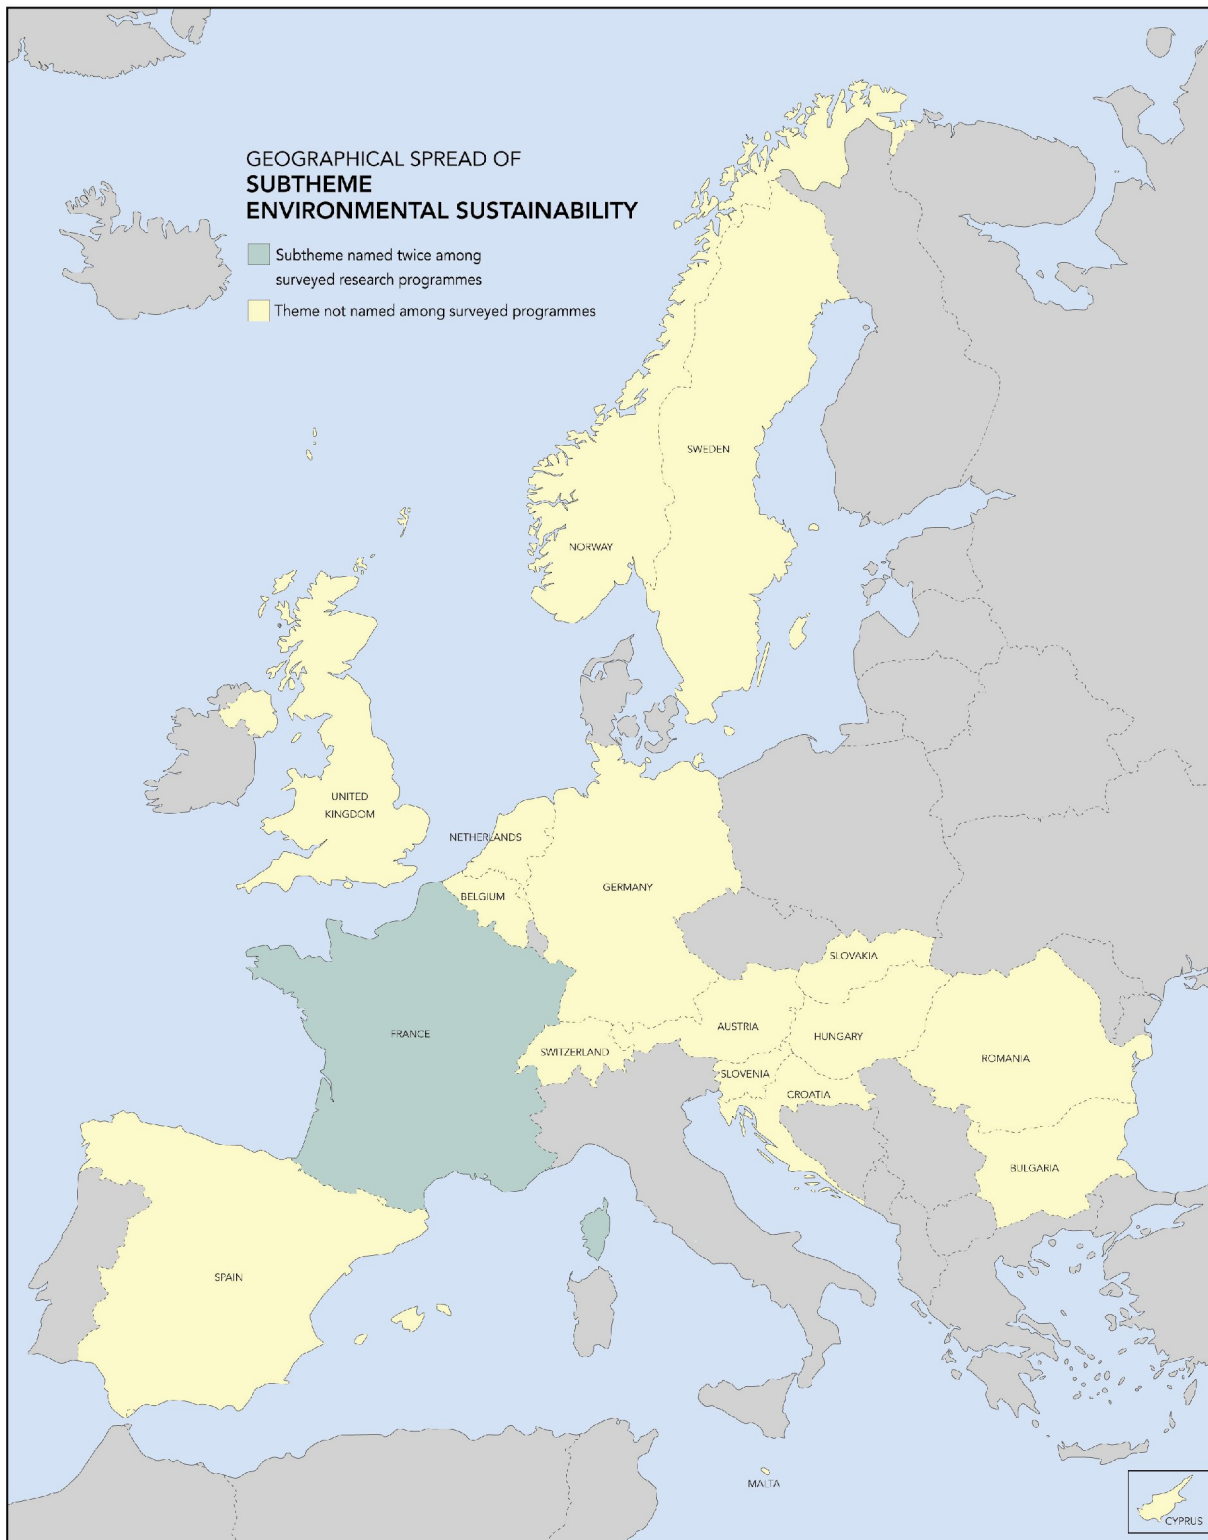 GEOGRAPHICAL SPREAD OF
SUBTHEME
ENVIRONMENTAL SUSTAINABILITY
Subtheme named twice among
surveyed research programmes
Theme not named among surveyed programmes
SWEDEN
NORWAY
UNITED
KINGDOM
NETHERLANDS
BELGIUM
GERMANY
SLOVAKIA
FRANCE
AUSTRIA
HUNGARY
SWITZERLAND
ROMANIA
SLOVENIA
CROATIA
BULGARIA
SPAIN
MALTA
CYPRUS